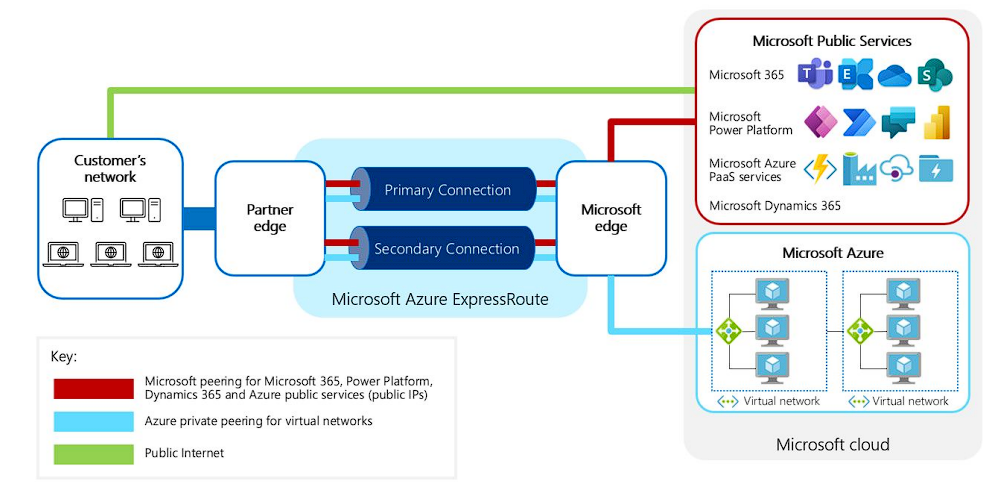 Microsoft Public Services
Microsoft 365
T
E
S
Microsoft
Power Platform
Microsoft Azure
PaaS services
Microsoft Dynamics 365
Customer's
network
Partner
edge
Primary Connection
Secondary Connection
Microsoft
edge
Microsoft Azure ExpressRoute
Microsoft Azure
Virtual network
Virtual network
Microsoft cloud
Key:
Microsoft peering for Microsoft 365, Power Platform,
Dynamics 365 and Azure public services (public IPs)
Azure private peering for virtual networks
Public Internet